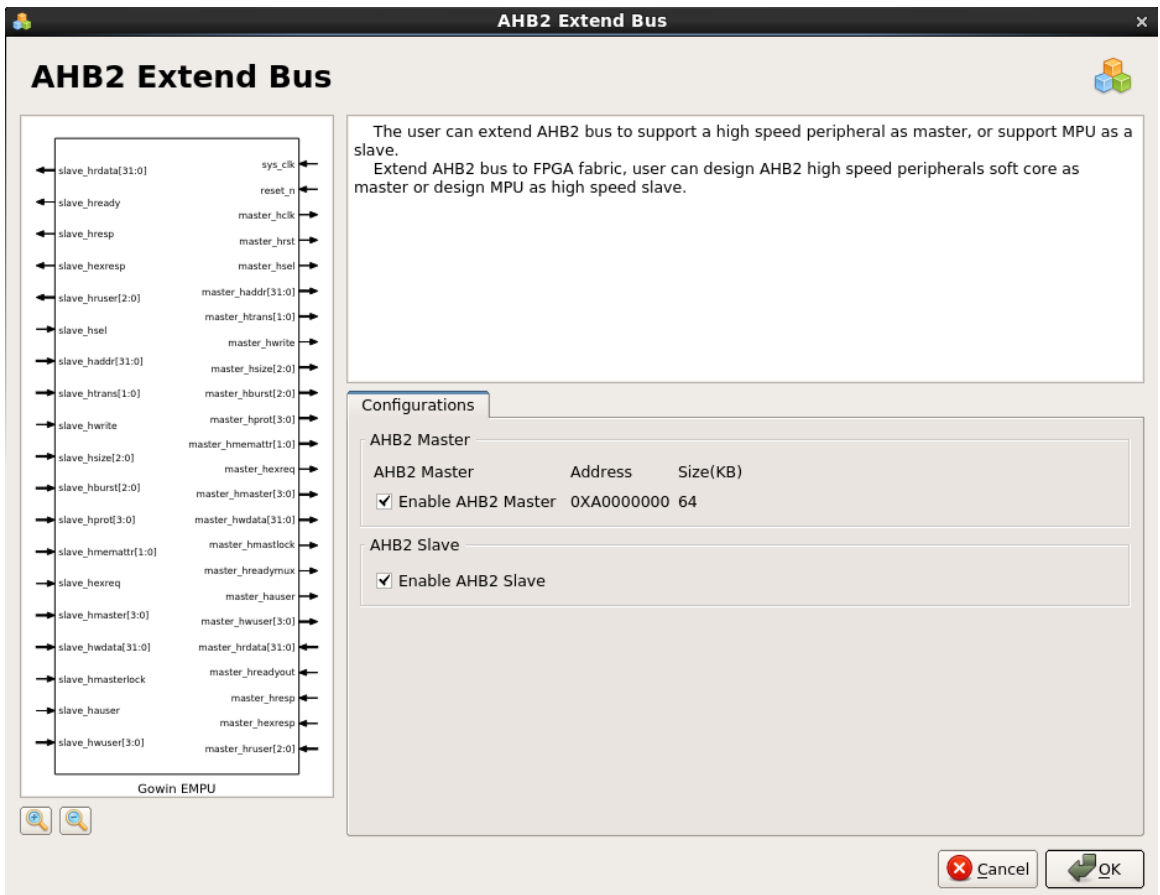 AHB2 Extend Bus
AHB2 Extend Bus
slave_hrdata[31:0]
slave_hready
slave_hresp
slave_hexresp
slave_hruser[2:0]
slave_hsel
slave_haddr[31:0]
slave_htrans[1:0]
slave_hwrite
slave_hsize[2:0]
slave_hburst[2:0]
slave_hprot[3:0]
slave_hmemattr[1:0]
slave_hexreq
slave_hmaster[3:0]
slave_hwdata[31:0]
slave_hmasterlock
slave_hauser
slave_hwuser[3:0]
sys_clk
reset_n
master_hclk
master_hrst
master_hsel
master_haddr[31:0]
master_htrans[1:0]
master_hwrite
master_hsize[2:0]
master_hburst[2:0]
master_hprot[3:0]
master_hmemattr[1:0]
master_hexreq
master_hmaster[3:0]
master_hwdata[31:0]
master_hmastlock
master_hreadymux
master_hauser
master_hwuser[3:0]
master_hrdata[31:0]
master_hreadyout
master_hresp
master_hexresp
master_hruser[2:0]
Gowin EMPU
The user can extend AHB2 bus to support a high speed peripheral as master, or support MPU as a
slave.
Extend AHB2 bus to FPGA fabric, user can design AHB2 high speed peripherals soft core as
master or design MPU as high speed slave.
Configurations
AHB2 Master
AHB2 Master Address Size(KB)
Enable AHB2 Master 0XA0000000 64
AHB2 Slave
Enable AHB2 Slave
Cancel
OK